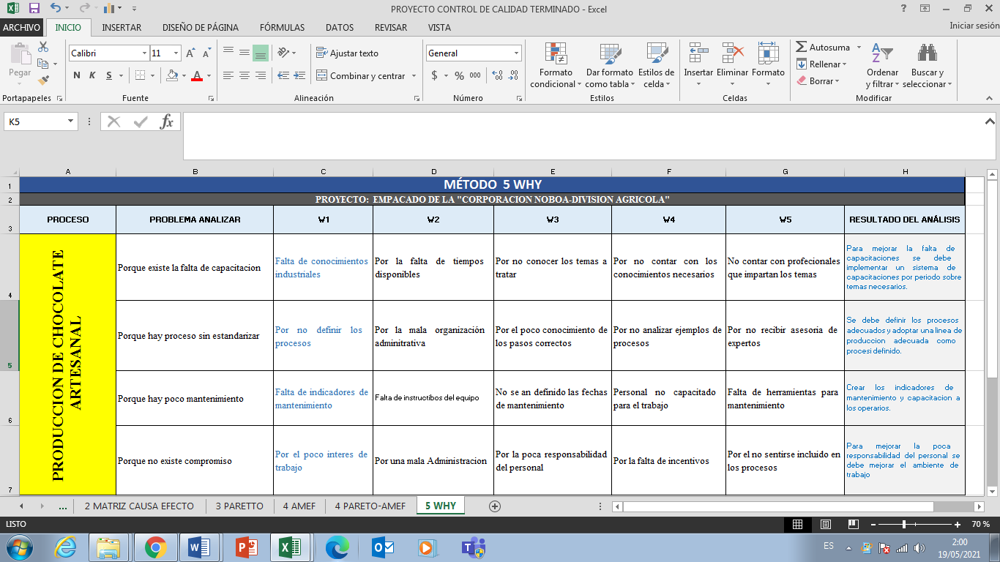 PROYECTO CONTROL DE CALIDAD TERMINADO - Excel
ARCHIVO INICIO INSERTAR DISEÑO DE PÁGINA FÓRMULAS DATOS REVISAR VISTA Iniciar sesión
Pegar
Portapapeles
Calibri 11
N K S
A A A
Fuente
Ajustar texto
Combinar y centrar
Alineación
General
$ % 000
Número
Formato
condicional
Dar formato
como tabla
Estilos de
celda
Estilos
Insertar Eliminar Formato
Celdas
Autosuma
Rellenar
Borrar
Ordenar
y filtrar
Buscar y
seleccionar
Modificar
K5
fx
A B C D E F G H
1
MÉTODO 5 WHY
2
PROYECTO: EMPACADO DE LA "CORPORACION NOBOA-DIVISION AGRICOLA"
3
PROCESO PROBLEMA ANALIZAR W1 W2 W3 W4 W5 RESULTADO DEL ANÁLISIS
PRODUCCION DE CHOCOLATE
ARTESANAL
4
Porque existe la falta de capacitacion
Falta de conocimientos
industriales
Por la falta de tiempos
disponibles
Por no conocer los temas a
tratar
Por no contar con los
conocimientos necesarios
No contar con profecionales
que impartan los temas
Para mejorar la falta de
capacitaciones se debe
implementar un sistema de
capacitaciones por periodo sobre
temas necesarios.
5
Porque hay proceso sin estandarizar
Por no definir los
procesos
Por la mala organización
adminitrativa
Por el poco conocimiento de
los pasos correctos
Por no analizar ejemplos de
procesos
Por no recibir asesoria de
expertos
Se debe definir los procesos
adecuados y adoptar una linea de
produccion adecuada como
procesi definido.
6
Porque hay poco mantenimiento
Falta de indicadores de
mantenimiento
Falta de instructibos del equipo
No se an definido las fechas
de mantenimiento
Personal no capacitado
para el trabajo
Falta de herramientas para
mantenimiento
Crear los indicadores de
mantenimiento y capacitacion a
los operarios.
7
Porque no existe compromiso
Por el poco interes de
trabajo
Por una mala Administracion
Por la poca responsabilidad
del personal
Por la falta de incentivos
Por el no sentirse incluido en
los procesos
Para mejorar la poca
responsabilidad del personal se
debe mejorar el ambiente de
trabajo
... 2 MATRIZ CAUSA EFECTO 3 PARETTO 4 AMEF 4 PARETO-AMEF 5 WHY
LISTO
70 %
ES
2:00
19/05/2021